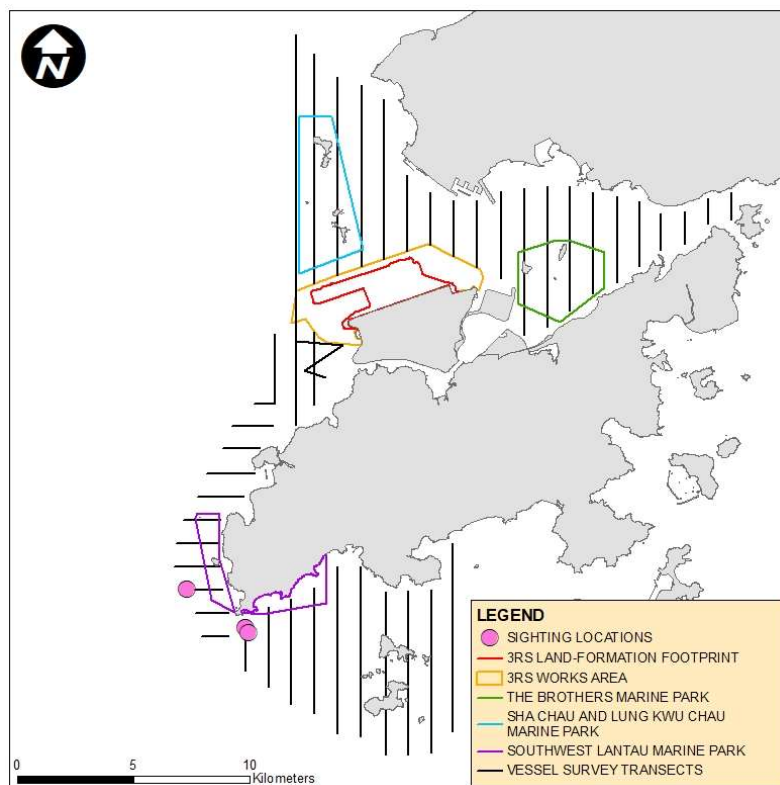 N
LEGEND
SIGHTING LOCATIONS
3RS LAND-FORMATION FOOTPRINT
3RS WORKS AREA
THE BROTHERS MARINE PARK
SHA CHAU AND LUNG KWU CHAU
MARINE PARK
SOUTHWEST LANTAU MARINE PARK
VESSEL SURVEY TRANSECTS
0 5 10
Kilometers